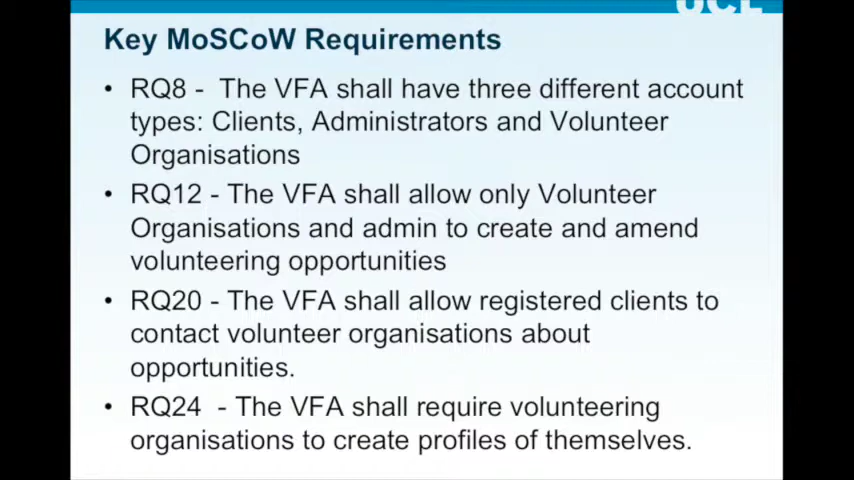 UCL
Key MoSCoW Requirements
• RQ8 -  The VFA shall have three different account
types: Clients, Administrators and Volunteer
Organisations
• RQ12 - The VFA shall allow only Volunteer
Organisations and admin to create and amend
volunteering opportunities
• RQ20 - The VFA shall allow registered clients to
contact volunteer organisations about
opportunities.
• RQ24  - The VFA shall require volunteering
organisations to create profiles of themselves.